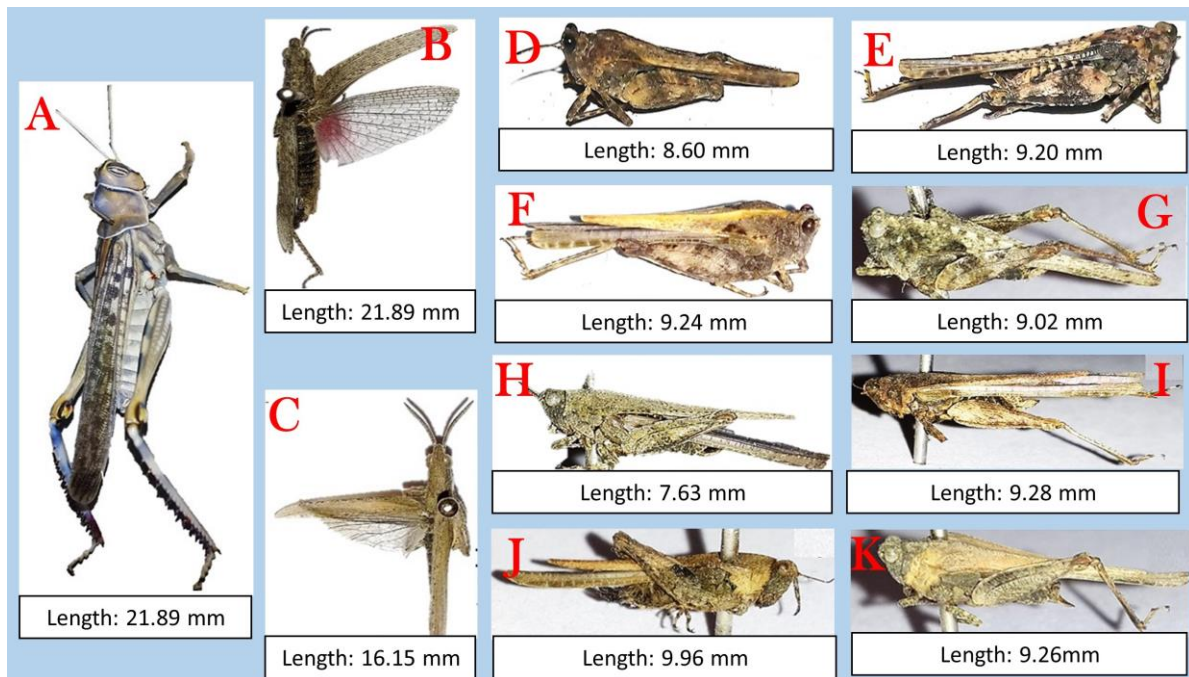 A
Length: 21.89 mm
B
Length: 21.89 mm
C
Length: 16.15 mm
D
Length: 8.60 mm
E
Length: 9.20 mm
F
Length: 9.24 mm
G
Length: 9.02 mm
H
Length: 7.63 mm
I
Length: 9.28 mm
J
Length: 9.96 mm
K
Length: 9.26mm